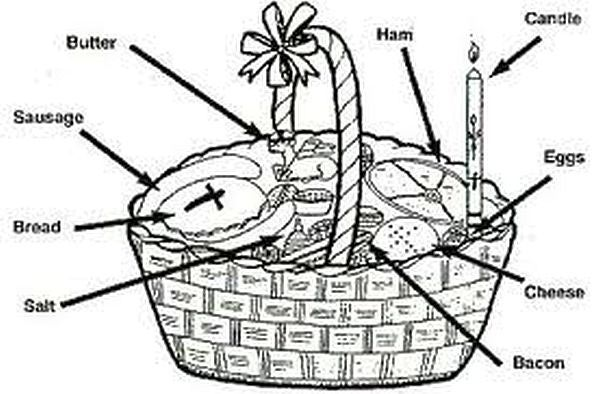 Candle
Ham
Butter
Sausage
Eggs
Bread
Cheese
Salt
Bacon